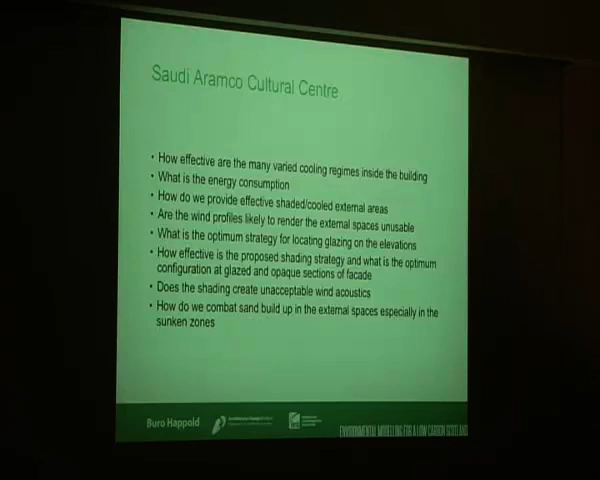 Saudi Aramco Cultural Centre
• How effective are the many varied cooling regimes inside the building
• What is the energy consumption
• How do we provide effective shaded/cooled external areas
• Are the wind profiles likely to render the external spaces unusable
• What is the optimum strategy for locating glazing on the elevations
• How effective is the proposed shading strategy and what is the optimum
configuration at glazed and opaque sections of facade
• Does the shading create unacceptable wind acoustics
• How do we combat sand build up in the external spaces especially in the
sunken zones
Buro Happold
ENVIRONMENTAL MODELLING FOR A LOW CARBON SCOTLAND